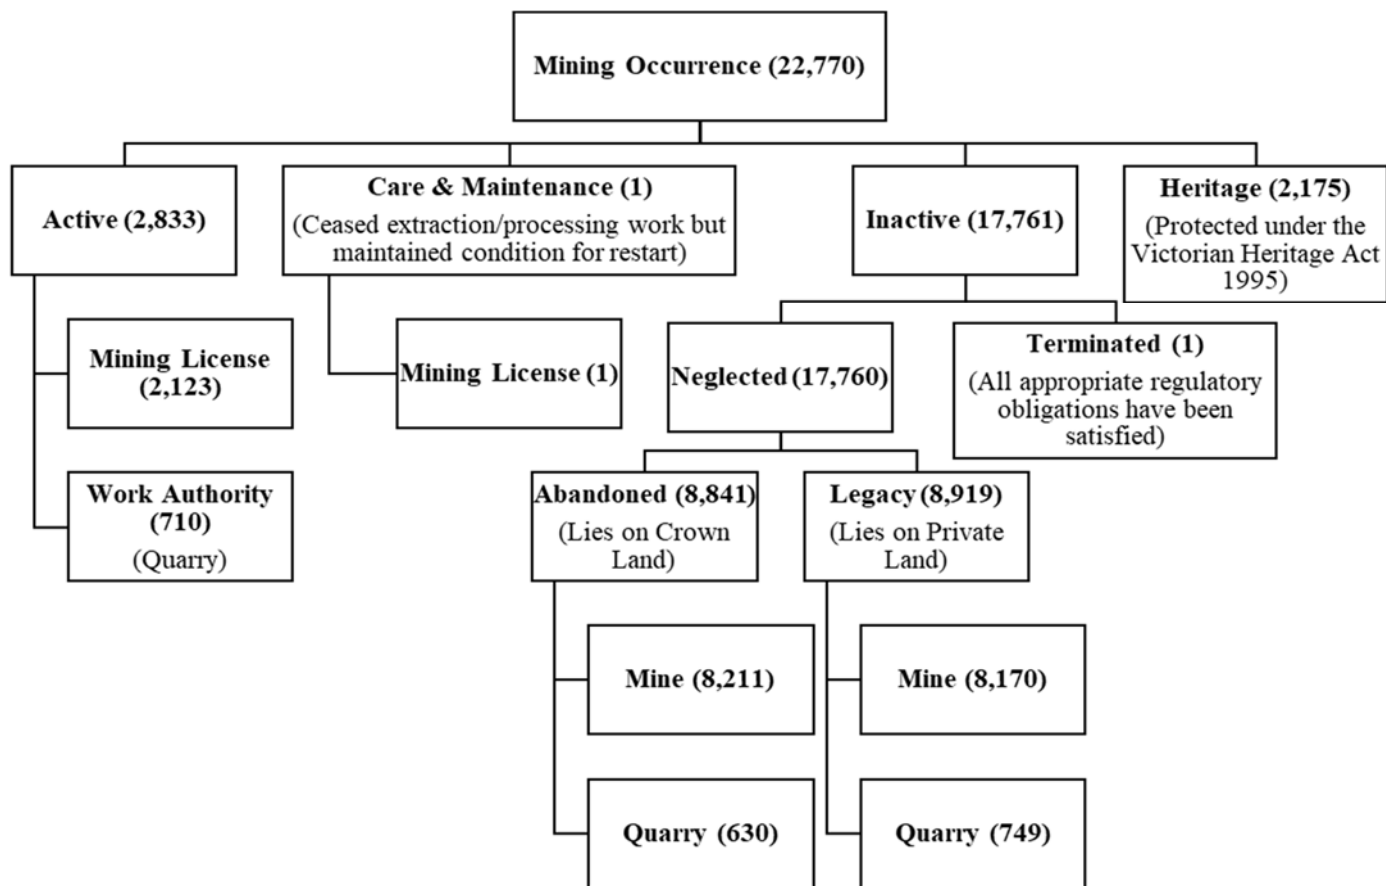 Mining Occurrence (22,770)
Active (2,833)
Care & Maintenance (1)
(Ceased extraction/processing work but
maintained condition for restart)
Inactive (17,761)
Heritage (2,175)
(Protected under the
Victorian Heritage Act
1995)
Mining License
(2,123)
Mining License (1)
Neglected (17,760)
Terminated (1)
(All appropriate regulatory
obligations have been
satisfied)
Work Authority
(710)
(Quarry)
Abandoned (8,841)
(Lies on Crown
Land)
Legacy (8,919)
(Lies on Private
Land)
Mine (8,211)
Mine (8,170)
Quarry (630)
Quarry (749)